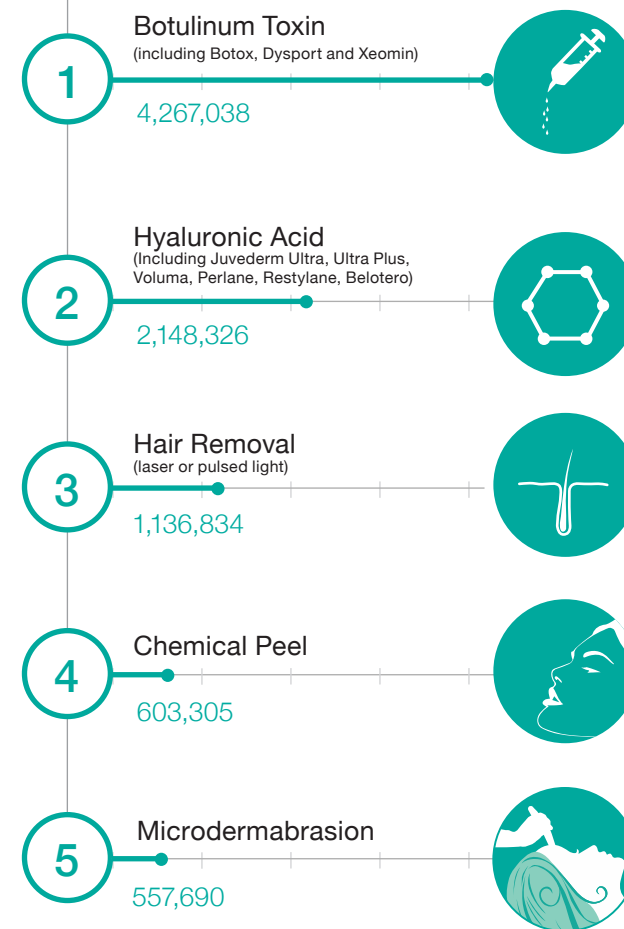 1
Botulinum Toxin
(including Botox, Dysport and Xeomin)
4,267,038
2
Hyaluronic Acid
(Including Juvederm Ultra, Ultra Plus,
Voluma, Perlane, Restylane, Belotero)
2,148,326
3
Hair Removal
(laser or pulsed light)
1,136,834
4
Chemical Peel
603,305
5
Microdermabrasion
557,690